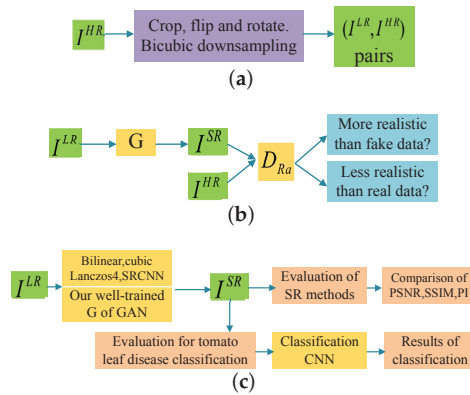 I^HR
Crop, flip and rotate.
Bicubic downsampling
(I^LR, I^HR)
pairs
(a)
I^LR
G
I^SR
I^HR
D_Ra
More realistic
than fake data?
Less realistic
than real data?
(b)
I^LR
Bilinear,cubic
Lanczos4,SRCNN
Our well-trained
G of GAN
I^SR
Evaluation of
SR methods
Comparison of
PSNR,SSIM,PI
Evaluation for tomato
leaf disease classification
Classification
CNN
Results of
classification
(c)